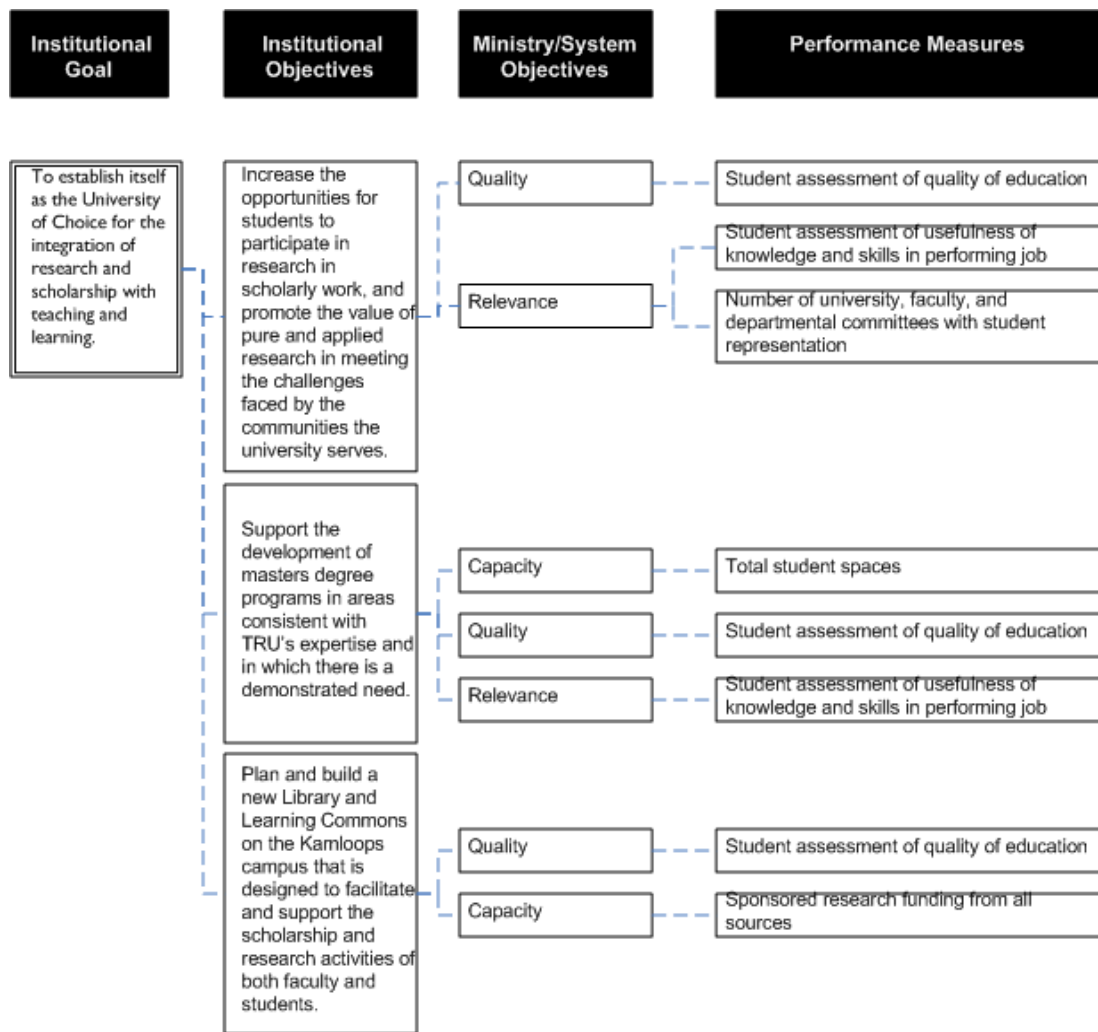 Institutional
Goal
Institutional
Objectives
Ministry/System
Objectives
Performance Measures
To establish itself
as the University
of Choice for the
integration of
research and
scholarship with
teaching and
learning.
Increase the
opportunities for
students to
participate in
research in
scholarly work, and
promote the value of
pure and applied
research in meeting
the challenges
faced by the
communities the
university serves.
Quality
Student assessment of quality of education
Relevance
Student assessment of usefulness of
knowledge and skills in performing job
Number of university, faculty, and
departmental committees with student
representation
Support the
development of
masters degree
programs in areas
consistent with
TRU's expertise and
in which there is a
demonstrated need.
Capacity
Total student spaces
Quality
Student assessment of quality of education
Relevance
Student assessment of usefulness of
knowledge and skills in performing job
Plan and build a
new Library and
Learning Commons
on the Kamloops
campus that is
designed to facilitate
and support the
scholarship and
research activities of
both faculty and
students.
Quality
Student assessment of quality of education
Capacity
Sponsored research funding from all
sources